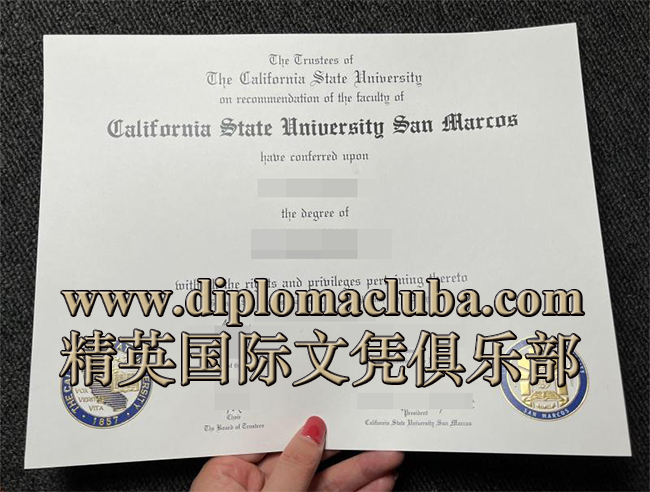 The Trustees of
The California State University
on recommendation of the faculty of
California State University San Marcos
have conferred upon
the degree of
the rights and privileges pertaining thereto
www.diplomacluba.com
精英国际文凭俱乐部
VOX
VERITAS
VITA
1857
SAN MARCOS
Chair
The Board of Trustees
President
California State University San Marcos